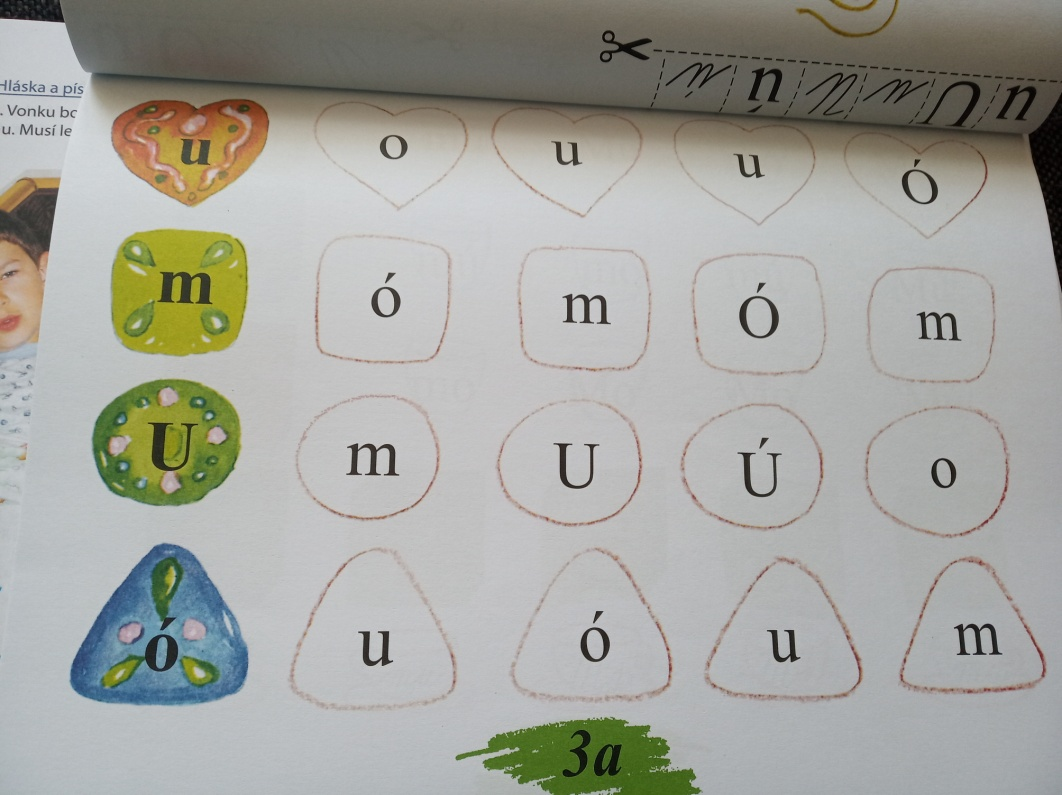 Hláska a pís
. Vonku bo
u. Musí le
u o u u Ó
m ó m Ó m
U m U Ú o
ó u ó u m
3a